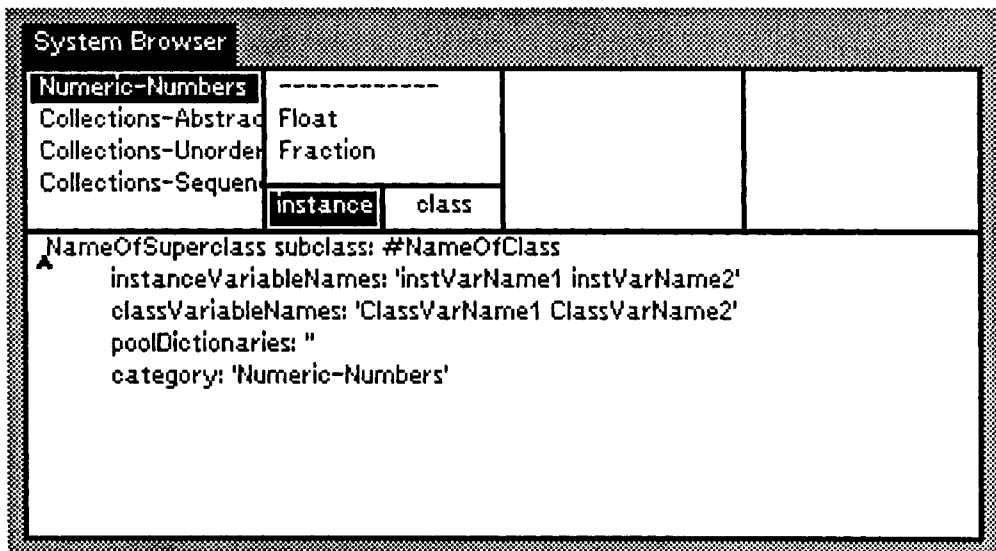 System Browser
Numeric-Numbers
Collections-Abstrac
Collections-Unorder
Collections-Sequen
------------
Float
Fraction
instance class
NameOfSuperclass subclass: #NameOfClass
instanceVariableNames: 'instVarName1 instVarName2'
classVariableNames: 'ClassVarName1 ClassVarName2'
poolDictionaries: ''
category: 'Numeric-Numbers'